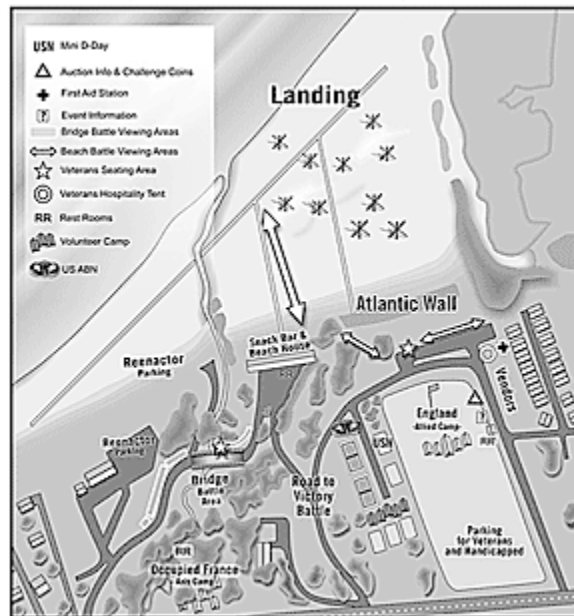 USN Mini D-Day
Auction Info & Challenge Coins
First Aid Station
? Event Information
Bridge Battle Viewing Areas
Beach Battle Viewing Areas
Veterans Seating Area
Veterans Hospitality Tent
RR Rest Rooms
Volunteer Camp
US ABN
Landing
Atlantic Wall
Snack Bar &
Beach House
RR
Reenactor
Parking
Vendors
England
Allied Camp
?
RR
USN
Reenactor
Parking
Bridge
Battle
Area
Road to
Victory
Battle
Parking
for Veterans
and Handicapped
RR
Occupied France
Axis Camp